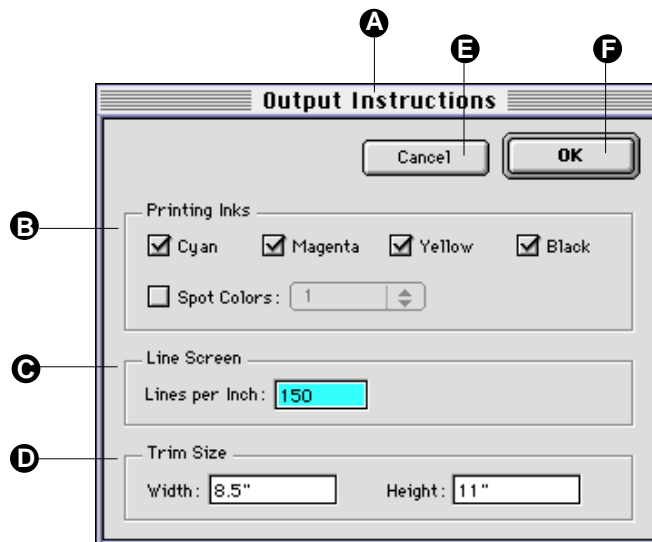 A
E
F
Output Instructions
Cancel
OK
B
Printing Inks
Cyan
Magenta
Yellow
Black
Spot Colors:
1
C
Line Screen
Lines per Inch:
150
D
Trim Size
Width:
8.5"
Height:
11"